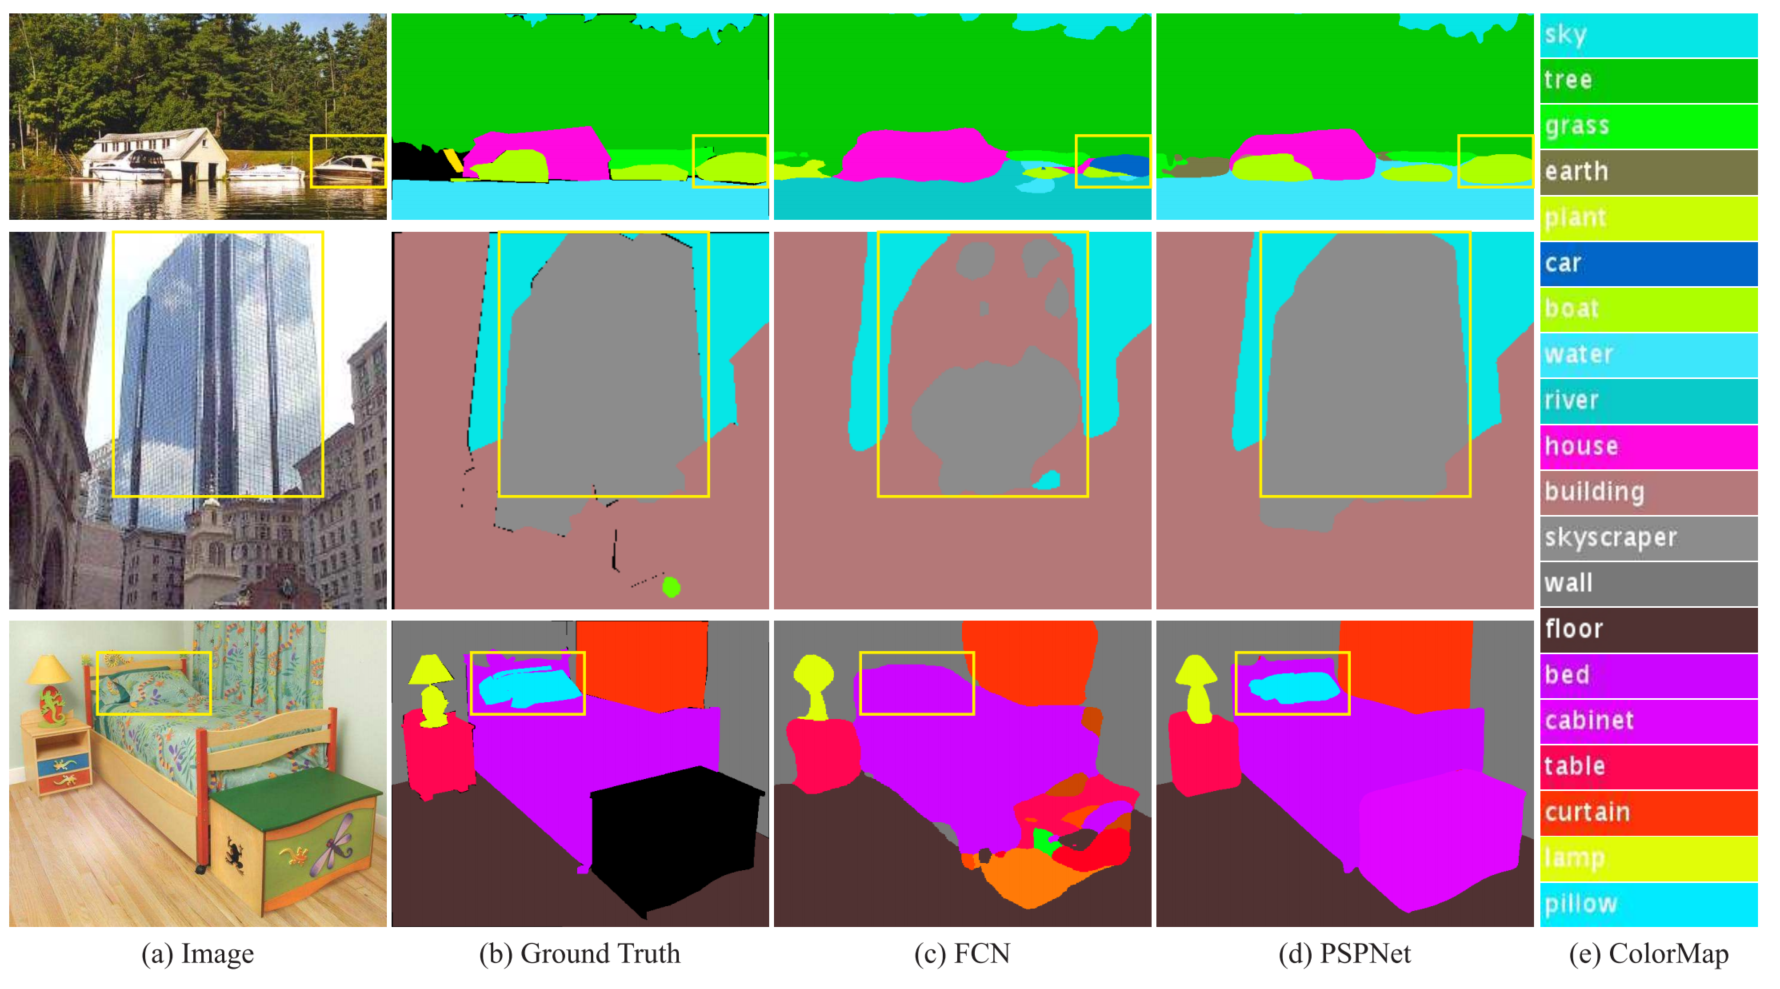 sky
tree
grass
earth
plant
car
boat
water
river
house
building
skyscraper
wall
floor
bed
cabinet
table
curtain
lamp
pillow
(a) Image
(b) Ground Truth
(c) FCN
(d) PSPNet
(e) ColorMap